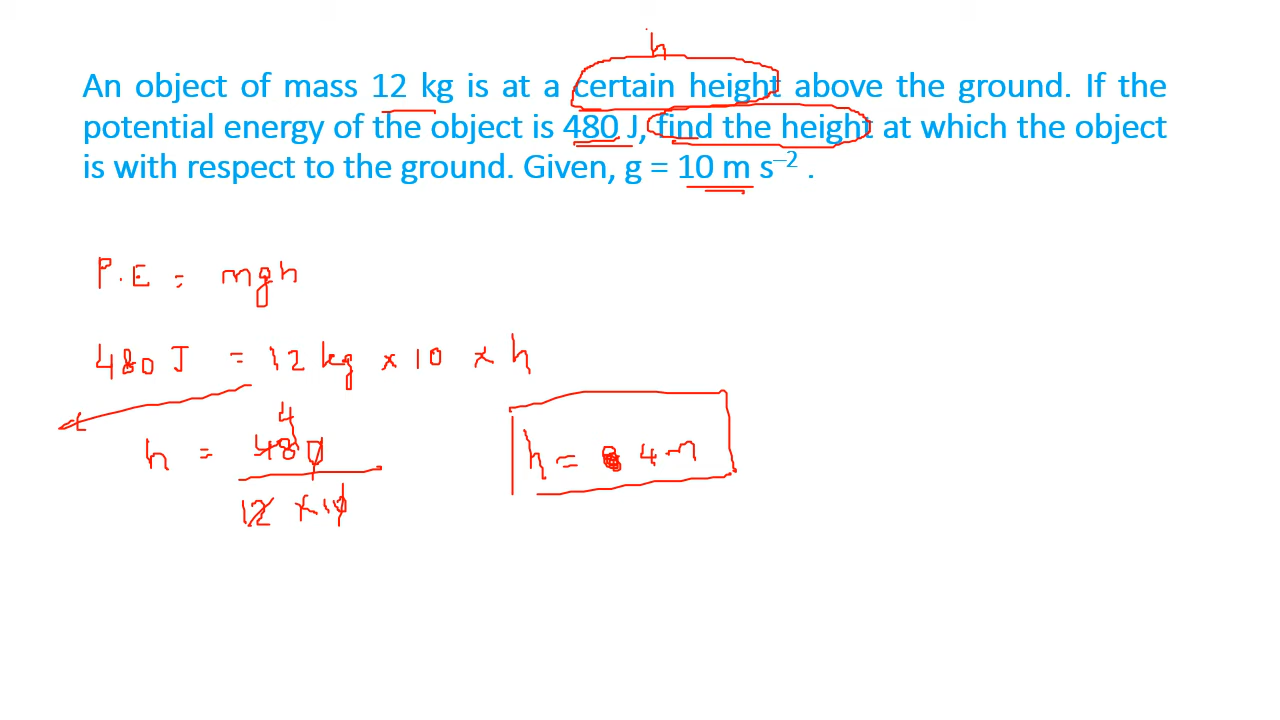 h
An object of mass 12 kg is at a certain height above the ground. If the
potential energy of the object is 480 J, find the height at which the object
is with respect to the ground. Given, g = 10 m s⁻² .
P.E = mgh
480 J = 12 kg × 10 × h
4
h = 480
12 × 10
h = 4 m